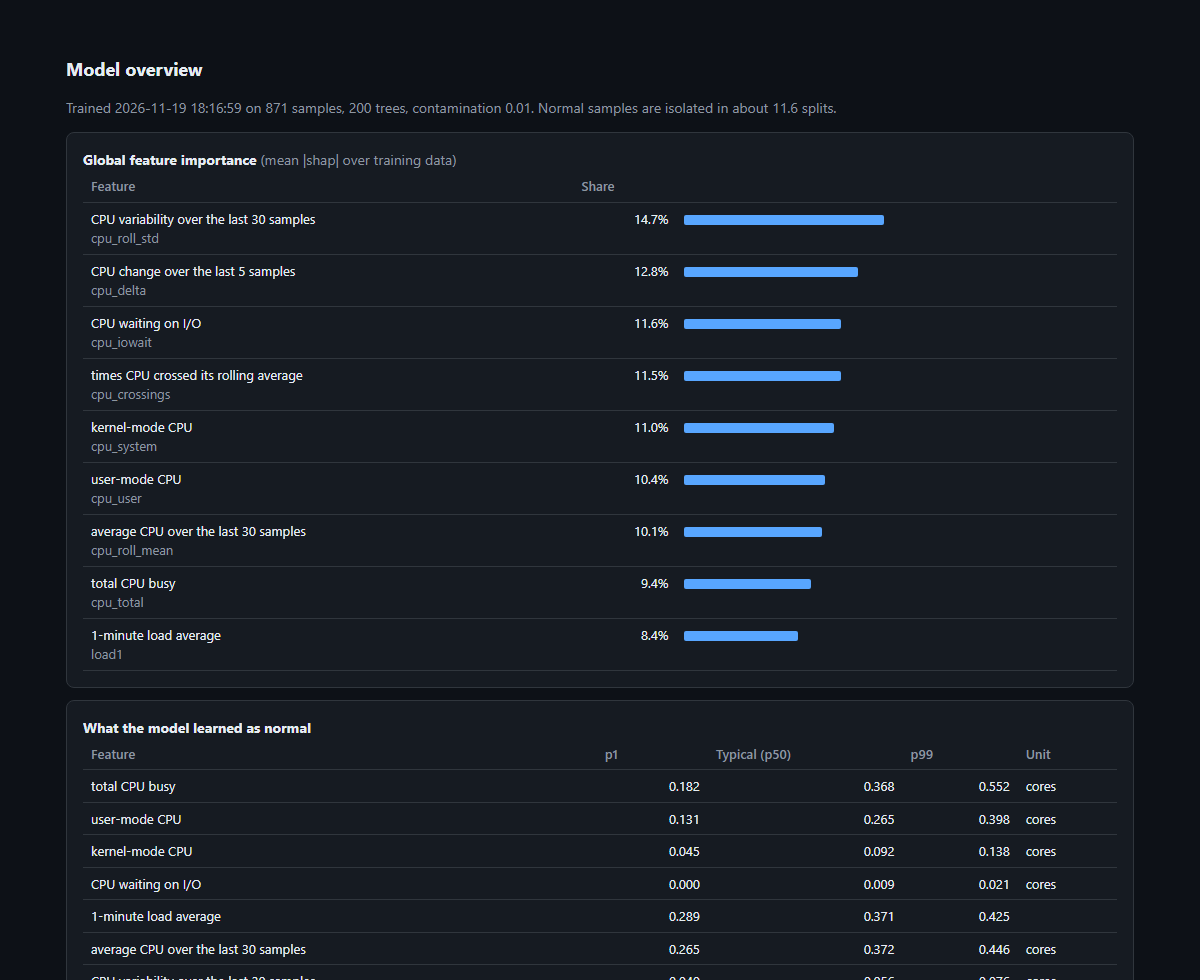 Model overview
Trained 2026-11-19 18:16:59 on 871 samples, 200 trees, contamination 0.01. Normal samples are isolated in about 11.6 splits.
Global feature importance (mean |shap| over training data)
Feature Share
CPU variability over the last 30 samples 14.7%
cpu_roll_std
CPU change over the last 5 samples 12.8%
cpu_delta
CPU waiting on I/O 11.6%
cpu_iowait
times CPU crossed its rolling average 11.5%
cpu_crossings
kernel-mode CPU 11.0%
cpu_system
user-mode CPU 10.4%
cpu_user
average CPU over the last 30 samples 10.1%
cpu_roll_mean
total CPU busy 9.4%
cpu_total
1-minute load average 8.4%
load1
What the model learned as normal
Feature p1 Typical (p50) p99 Unit
total CPU busy 0.182 0.368 0.552 cores
user-mode CPU 0.131 0.265 0.398 cores
kernel-mode CPU 0.045 0.092 0.138 cores
CPU waiting on I/O 0.000 0.009 0.021 cores
1-minute load average 0.289 0.371 0.425
average CPU over the last 30 samples 0.265 0.372 0.446 cores
CPU variability over the last 30 samples